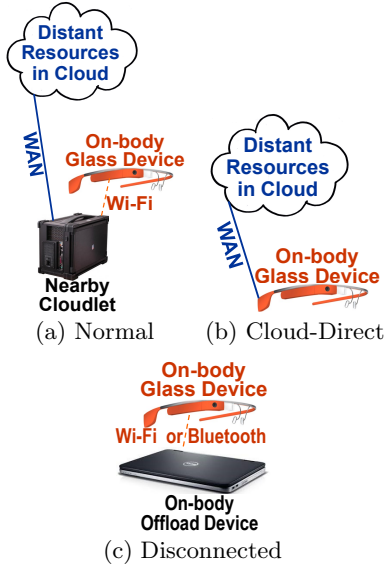 Distant
Resources
in Cloud
WAN
On-body
Glass Device
Wi-Fi
Nearby
Cloudlet
(a) Normal
Distant
Resources
in Cloud
WAN
On-body
Glass Device
(b) Cloud-Direct
On-body
Glass Device
Wi-Fi or Bluetooth
On-body
Offload Device
(c) Disconnected